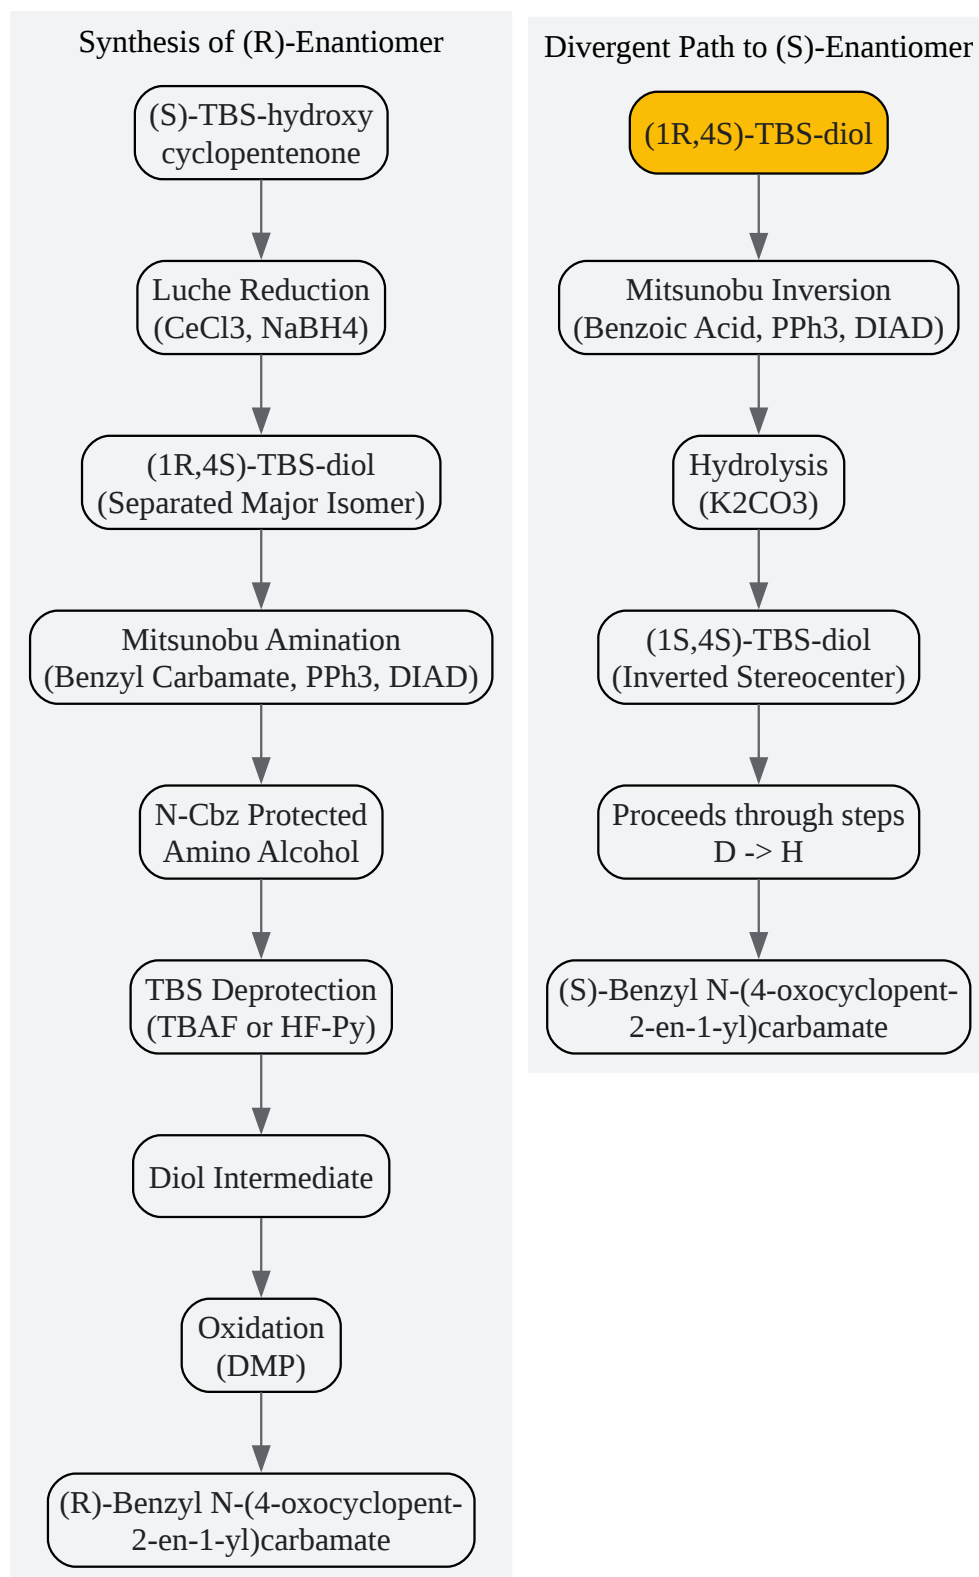 Synthesis of (R)-Enantiomer
(S)-TBS-hydroxy
cyclopentenone
Luche Reduction
(CeCl3, NaBH4)
(1R,4S)-TBS-diol
(Separated Major Isomer)
Mitsunobu Amination
(Benzyl Carbamate, PPh3, DIAD)
N-Cbz Protected
Amino Alcohol
TBS Deprotection
(TBAF or HF-Py)
Diol Intermediate
Oxidation
(DMP)
(R)-Benzyl N-(4-oxocyclopent-
2-en-1-yl)carbamate
Divergent Path to (S)-Enantiomer
(1R,4S)-TBS-diol
Mitsunobu Inversion
(Benzoic Acid, PPh3, DIAD)
Hydrolysis
(K2CO3)
(1S,4S)-TBS-diol
(Inverted Stereocenter)
Proceeds through steps
D -> H
(S)-Benzyl N-(4-oxocyclopent-
2-en-1-yl)carbamate